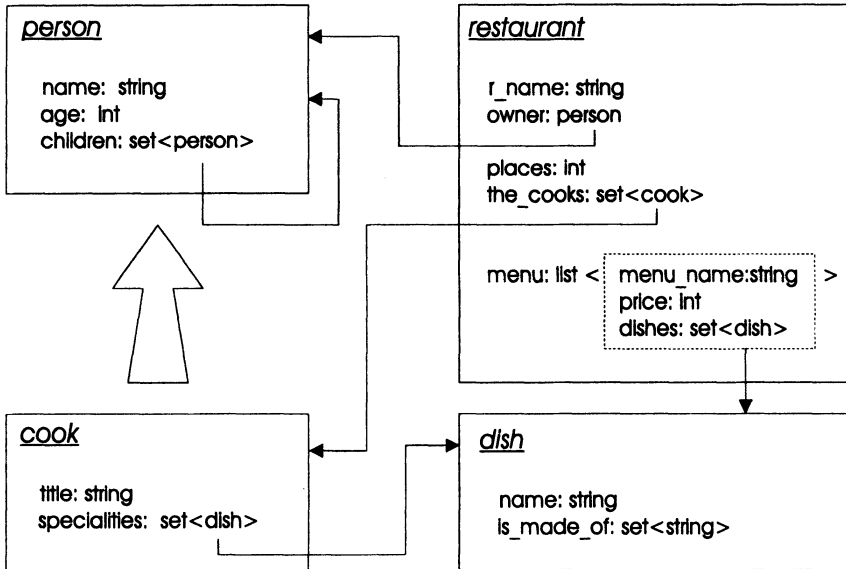 person
name: string
age: int
children: set<person>
restaurant
r_name: string
owner: person
places: int
the_cooks: set<cook>
menu: list < menu_name:string >
price: int
dishes: set<dish>
cook
title: string
specialities: set<dish>
dish
name: string
is_made_of: set<string>